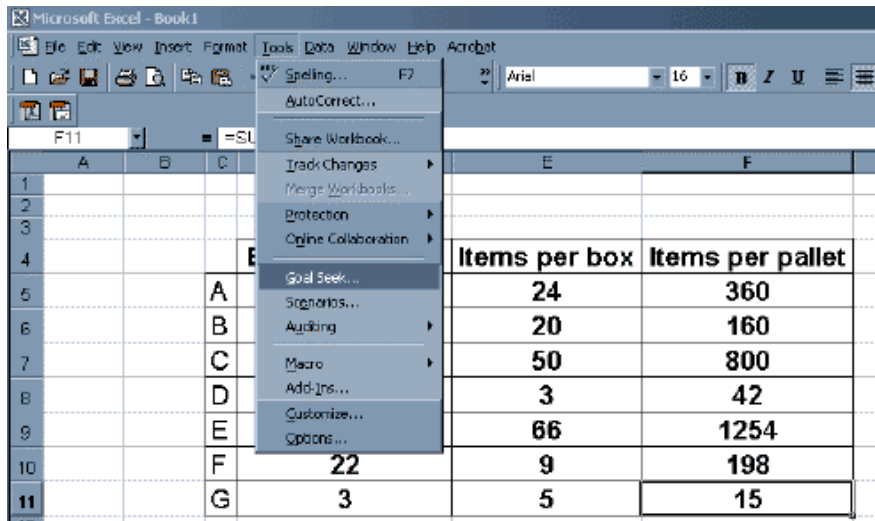 Microsoft Excel - Book1
File Edit View Insert Format Tools Data Window Help Acrobat
Spelling... F7
Arial 16 B I U
AutoCorrect...
F11 = =SU
Share Workbook...
A B C E F
Track Changes
1
Merge Workbooks...
2
Protection
3
Online Collaboration
4 Items per box Items per pallet
Goal Seek...
5 A 24 360
Scenarios...
6 B Auditing 20 160
7 C Macro 50 800
Add-Ins...
8 D 3 42
Customize...
9 E 66 1254
Options...
10 F 22 9 198
11 G 3 5 15